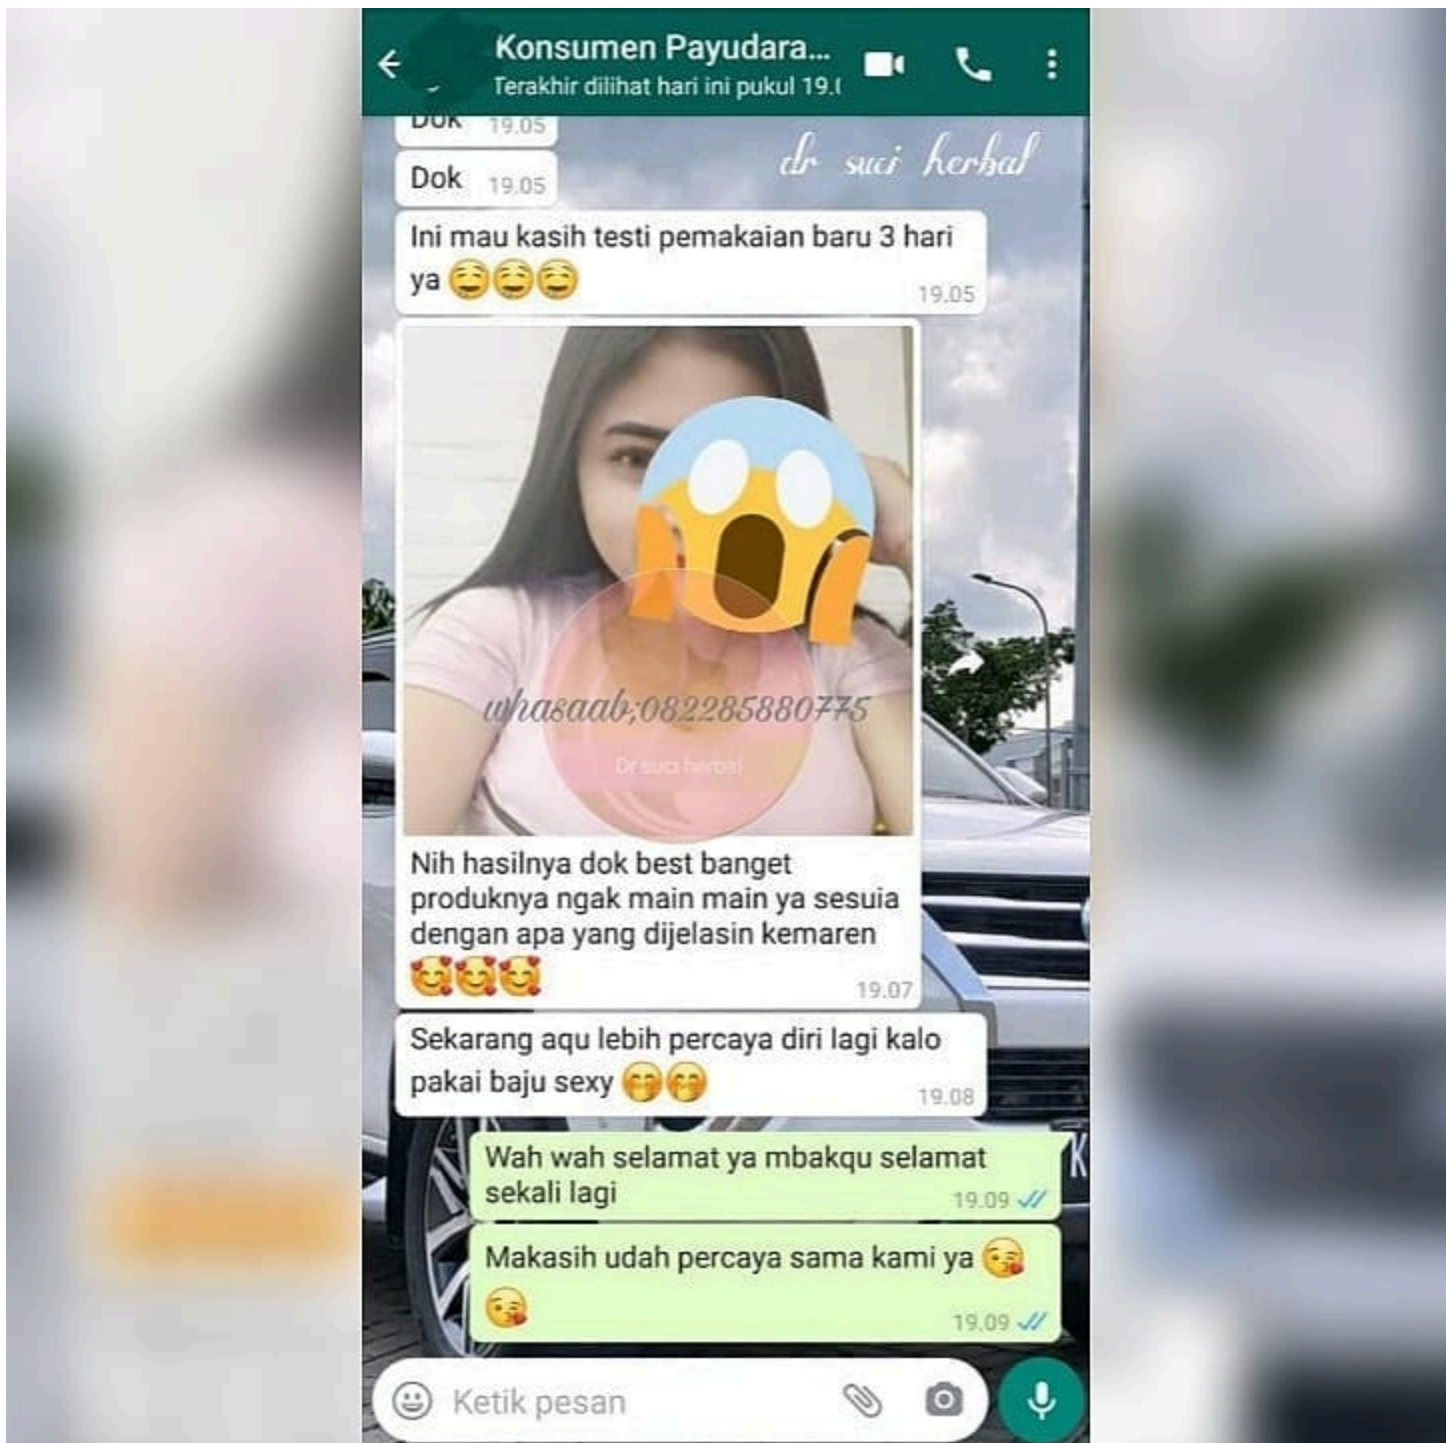 Konsumen Payudara...
Terakhir dilihat hari ini pukul 19.0
Dok 19.05
Dok 19.05
dr suci herbal
Ini mau kasih testi pemakaian baru 3 hari
ya 🤤🤤🤤 19.05
whasaab;082285880775
Dr suci herbal
Nih hasilnya dok best banget
produknya ngak main main ya sesuia
dengan apa yang dijelasin kemaren
🥰🥰🥰 19.07
Sekarang aqu lebih percaya diri lagi kalo
pakai baju sexy 🤭🤭 19.08
Wah wah selamat ya mbakqu selamat
sekali lagi 19.09
K
Makasih udah percaya sama kami ya 😘
😘 19.09
Ketik pesan